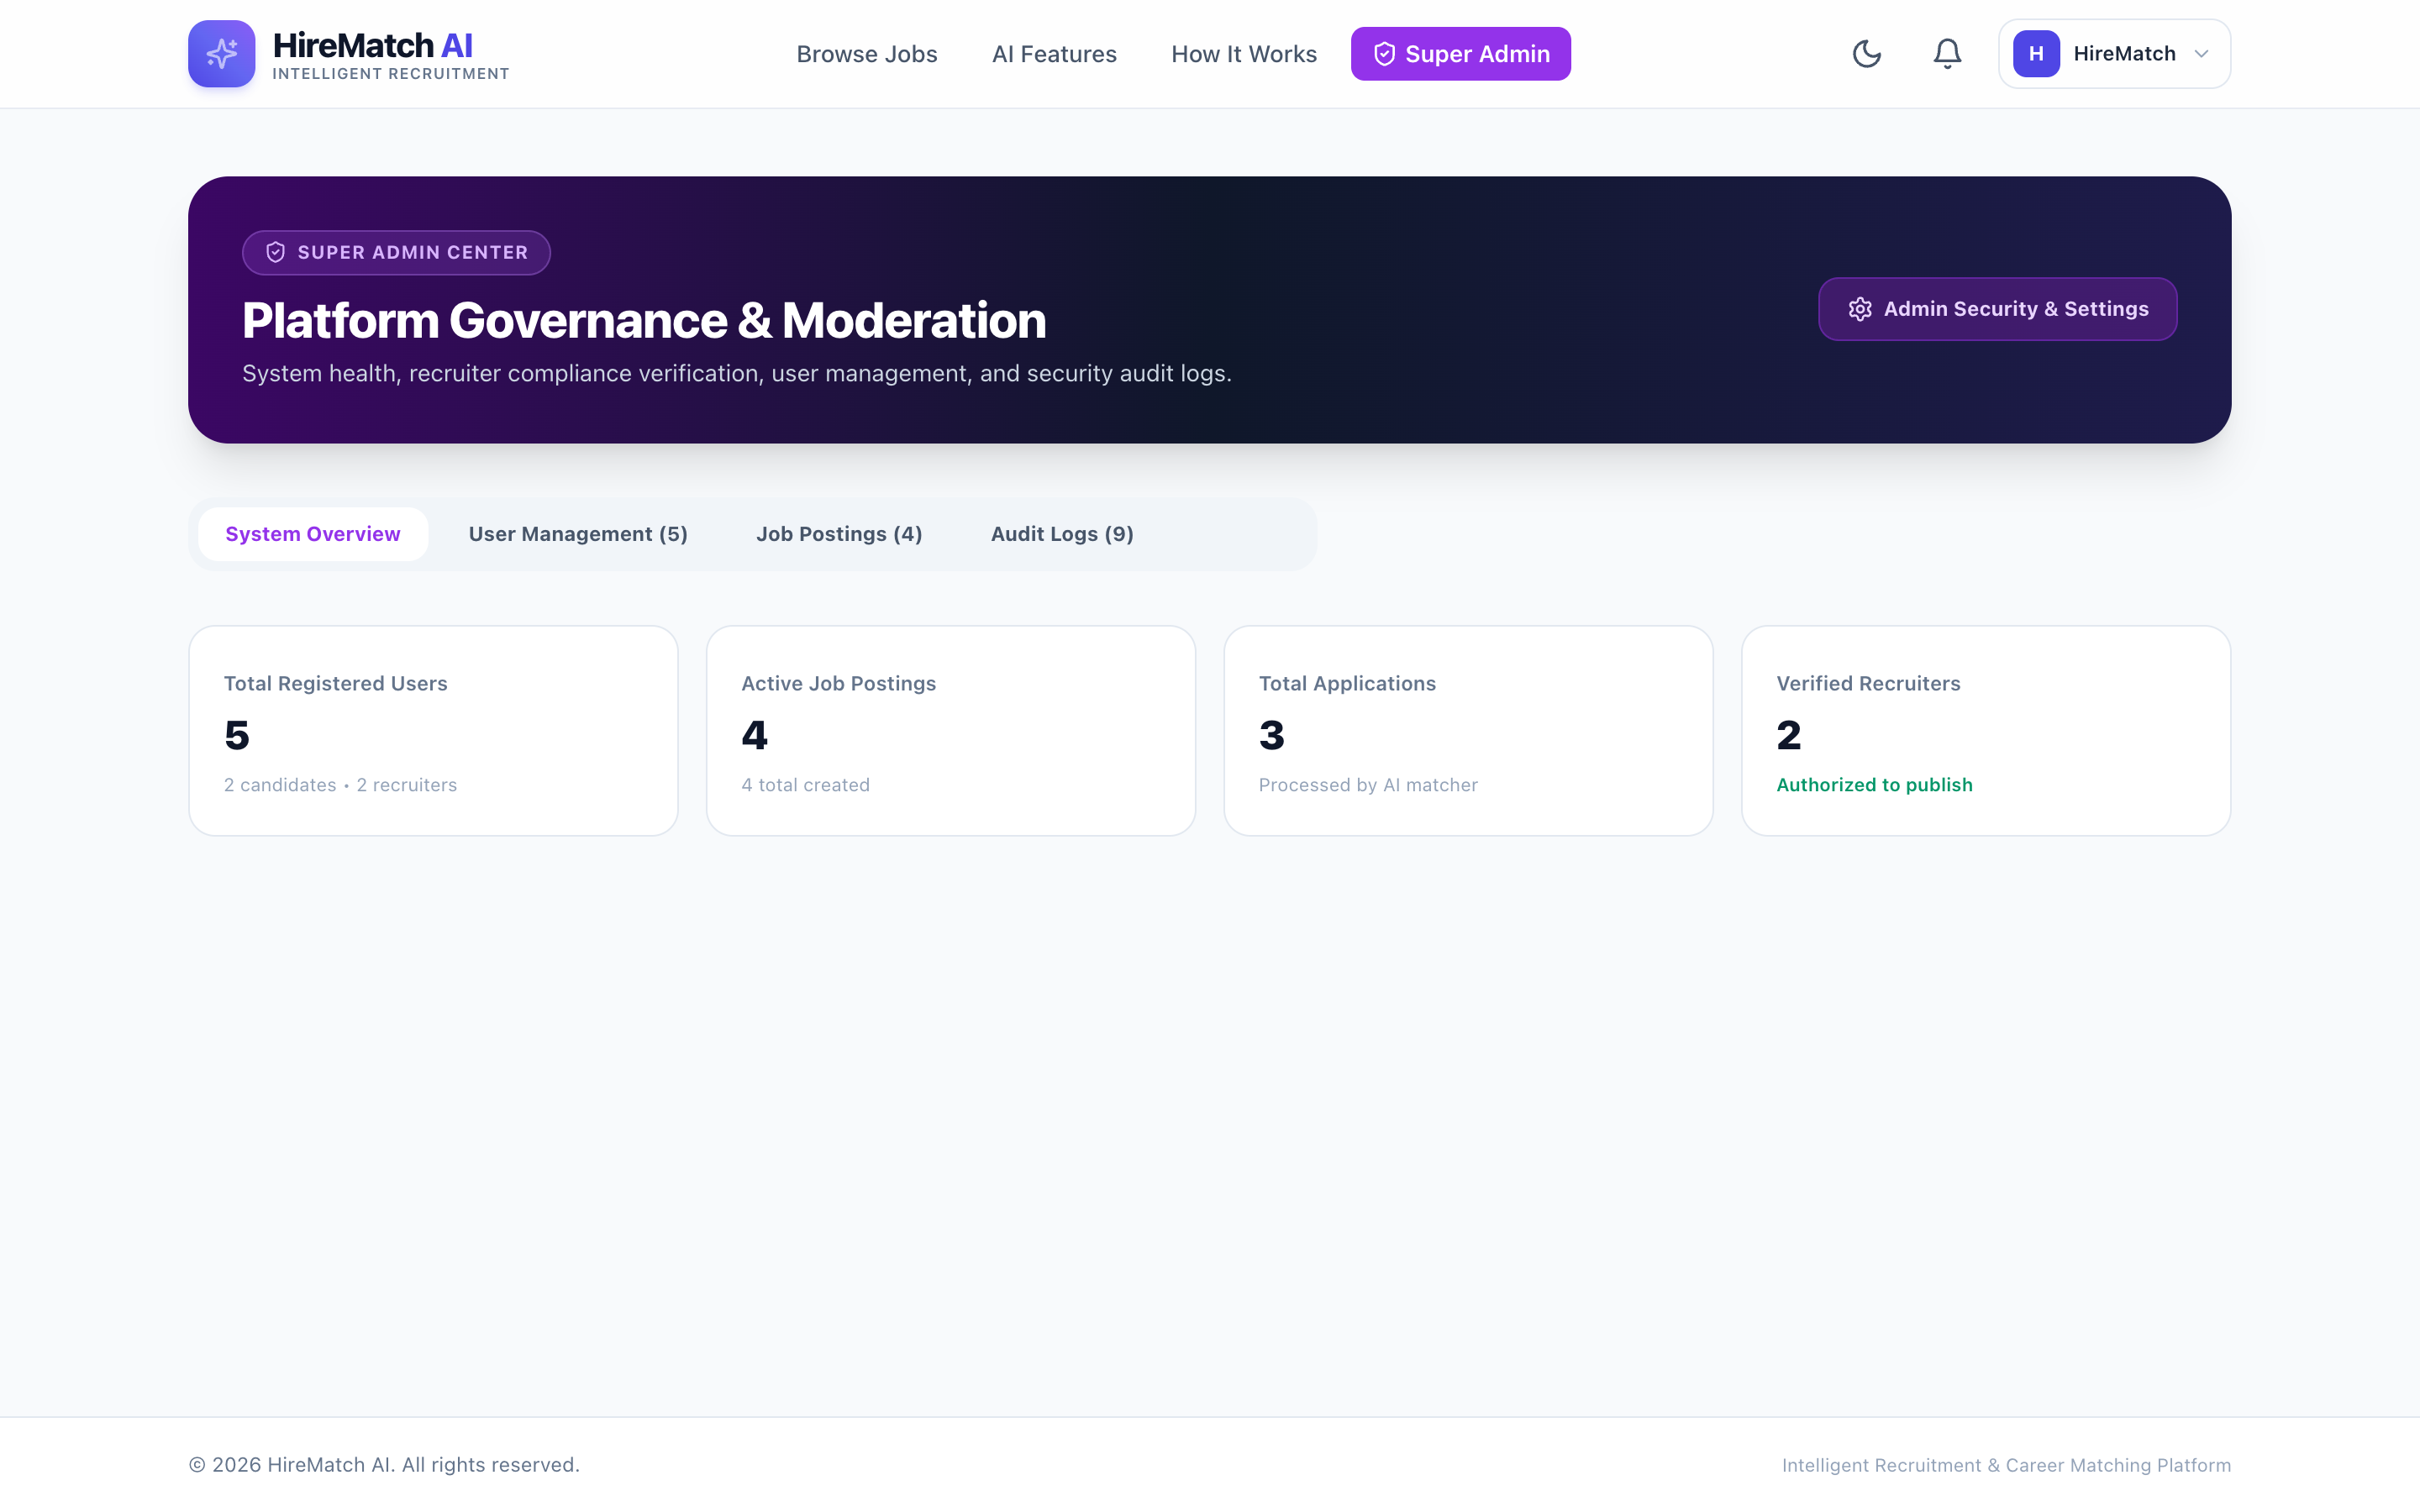 HireMatch AI
INTELLIGENT RECRUITMENT
Browse Jobs
AI Features
How It Works
Super Admin
H
HireMatch
SUPER ADMIN CENTER
Platform Governance & Moderation
System health, recruiter compliance verification, user management, and security audit logs.
Admin Security & Settings
System Overview
User Management (5)
Job Postings (4)
Audit Logs (9)
Total Registered Users
5
2 candidates • 2 recruiters
Active Job Postings
4
4 total created
Total Applications
3
Processed by AI matcher
Verified Recruiters
2
Authorized to publish
© 2026 HireMatch AI. All rights reserved.
Intelligent Recruitment & Career Matching Platform